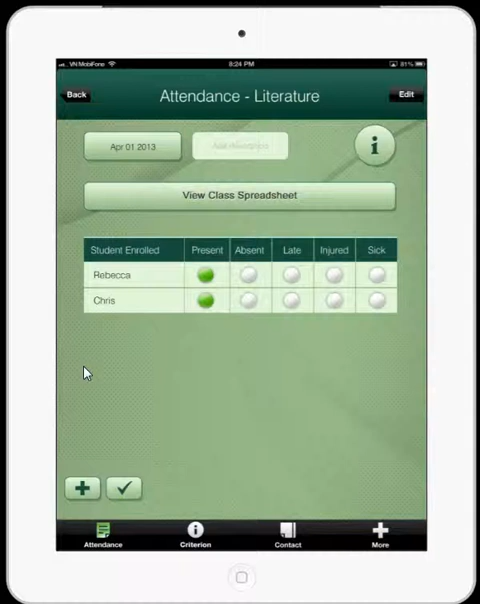 VN MobiFone 8:24 PM 81%
Back Attendance - Literature Edit
Apr 01 2013
View Class Spreadsheet
Student Enrolled Present Absent Late Injured Sick
Rebecca
Chris
Attendance Criterion Contact More